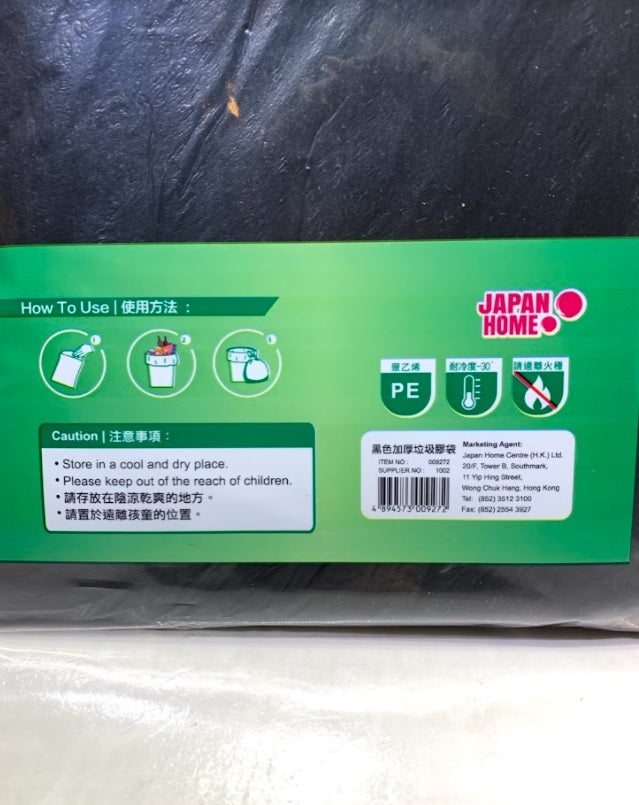 How To Use | 使用方法 :
1
2
3
JAPAN
HOME
聚乙烯
PE
耐冷度-30°
請遠離火種
Caution | 注意事項 :
• Store in a cool and dry place.
• Please keep out of the reach of children.
• 請存放在陰涼乾爽的地方。
• 請置於遠離孩童的位置。
黑色加厚垃圾膠袋
ITEM NO : 009272
SUPPLIER NO : 1002
4 894573 009272
Marketing Agent:
Japan Home Centre (H.K.) Ltd.
20/F, Tower B, Southmark,
11 Yip Hing Street,
Wong Chuk Hang, Hong Kong
Tel: (852) 3512 3100
Fax: (852) 2554 3927